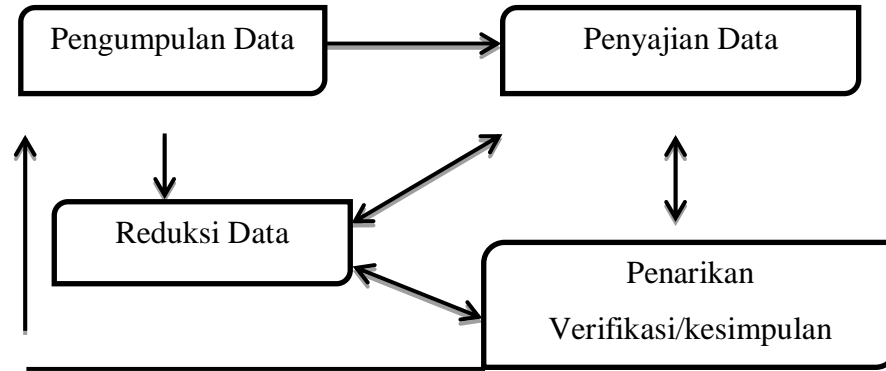 Pengumpulan Data
Penyajian Data
Reduksi Data
Penarikan
Verifikasi/kesimpulan